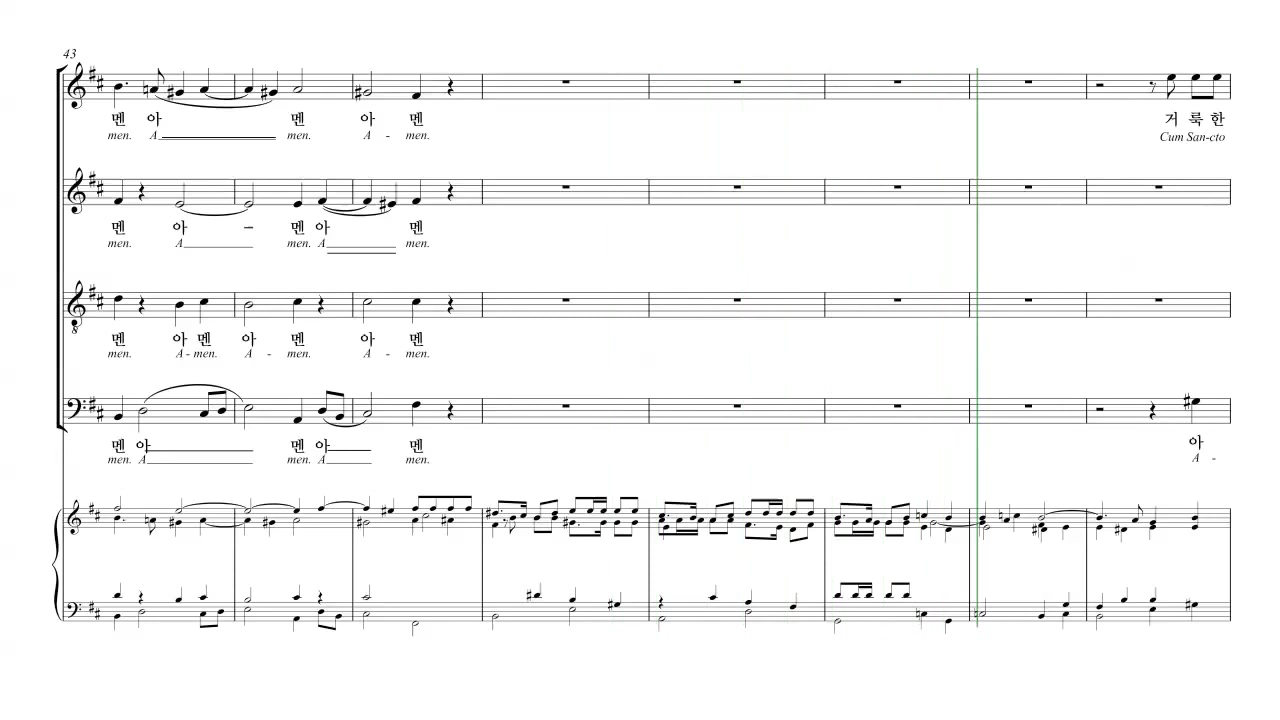 43
멘 아 멘 아 멘 거 룩 한
men. A men. A - men. Cum San-cto
멘 아 – 멘 아 멘
men. A men. A men.
멘 아 멘 아 멘 아 멘
men. A - men. A - men. A - men.
멘 아 멘 아 멘 아
men. A men. A men. A -